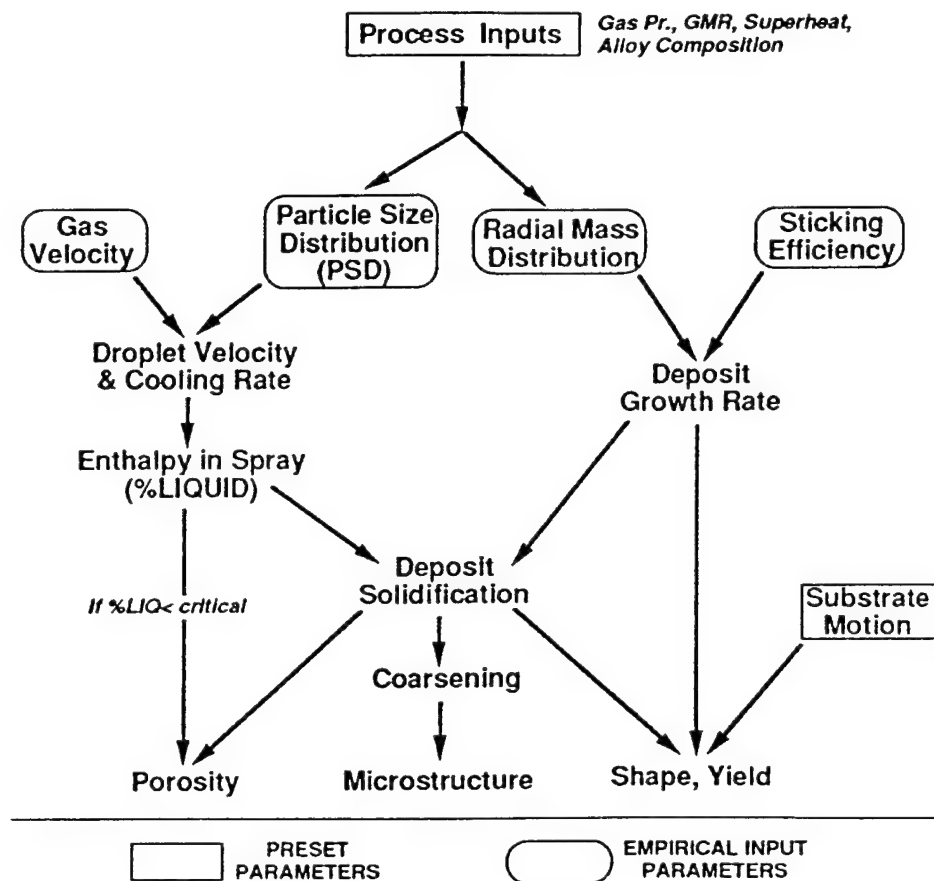 Process Inputs
Gas Pr., GMR, Superheat,
Alloy Composition
Gas
Velocity
Particle Size
Distribution
(PSD)
Radial Mass
Distribution
Sticking
Efficiency
Droplet Velocity
& Cooling Rate
Deposit
Growth Rate
Enthalpy in Spray
(%LIQUID)
If %LIQ< critical
Deposit
Solidification
Substrate
Motion
Coarsening
Porosity
Microstructure
Shape, Yield
PRESET
PARAMETERS
EMPIRICAL INPUT
PARAMETERS